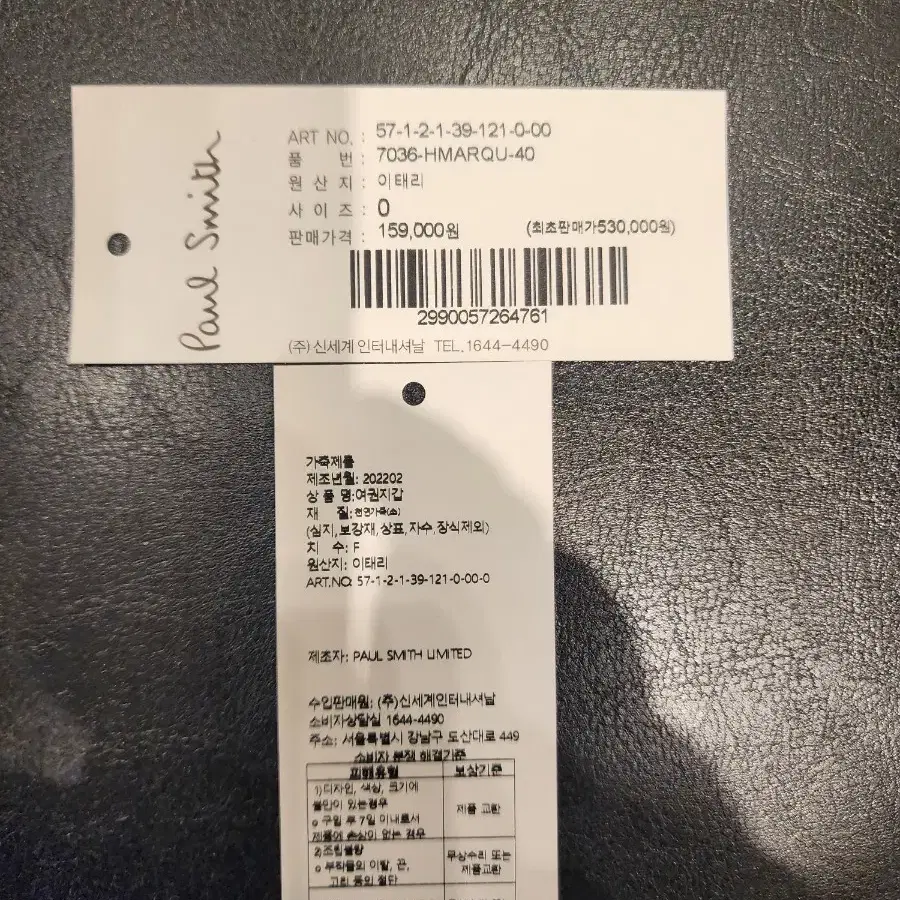 Paul Smith
ART NO. : 57-1-2-1-39-121-0-00
품 번 : 7036-HMARQU-40
원 산 지 : 이태리
사 이 즈 : 0
판매가격 : 159,000원 (최초판매가530,000원)
2990057264761
(주)신세계인터내셔날 TEL.1644-4490
가죽제품
제조년월: 202202
상 품 명:여권지갑
재 질:천연가죽(소)
(심지,보강재,상표,자수,장식제외)
치 수: F
원산지: 이태리
ART.NO: 57-1-2-1-39-121-0-00-0
제조자: PAUL SMITH LIMITED
수입판매원: (주)신세계인터내셔날
소비자상담실 1644-4490
주소: 서울특별시 강남구 도산대로 449
소비자 분쟁 해결기준
피해유형 보상기준
1)디자인, 색상, 크기에
불만이 있는경우
o 구입 후 7일 이내로서
제품에 손상이 없는 경우
제품 교환
2)조립불량
o 부착물의 이탈, 끈,
고리 등의 절단
무상수리 또는
제품교환